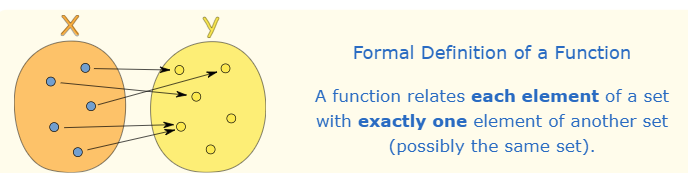 X
Y
Formal Definition of a Function
A function relates each element of a set
with exactly one element of another set
(possibly the same set).